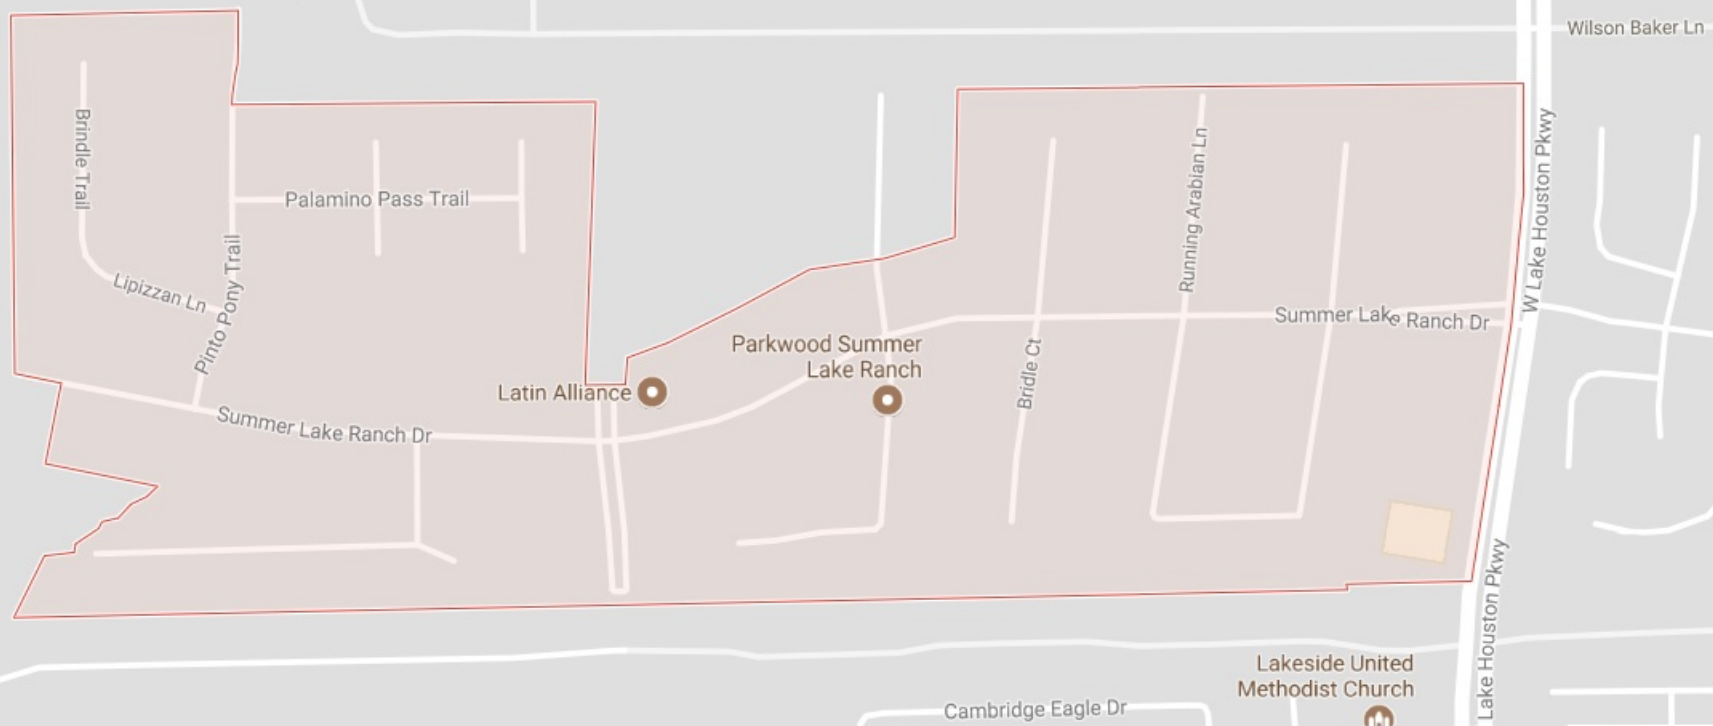 Wilson Baker Ln
Brindle Trail
Palamino Pass Trail
Running Arabian Ln
W Lake Houston Pkwy
Pinto Pony Trail
Lipizzan Ln
Summer Lake Ranch Dr
Parkwood Summer
Lake Ranch
Bridle Ct
Latin Alliance
Summer Lake Ranch Dr
Lake Houston Pkwy
Lakeside United
Methodist Church
Cambridge Eagle Dr